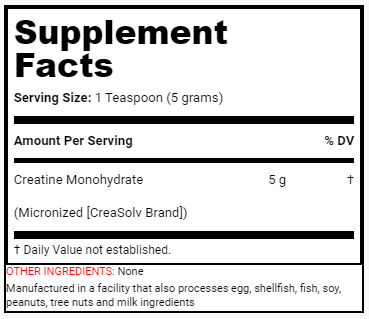 Supplement
Facts
Serving Size: 1 Teaspoon (5 grams)
Amount Per Serving % DV
Creatine Monohydrate 5 g †
(Micronized [CreaSolv Brand])
† Daily Value not established.
OTHER INGREDIENTS: None
Manufactured in a facility that also processes egg, shellfish, fish, soy,
peanuts, tree nuts and milk ingredients